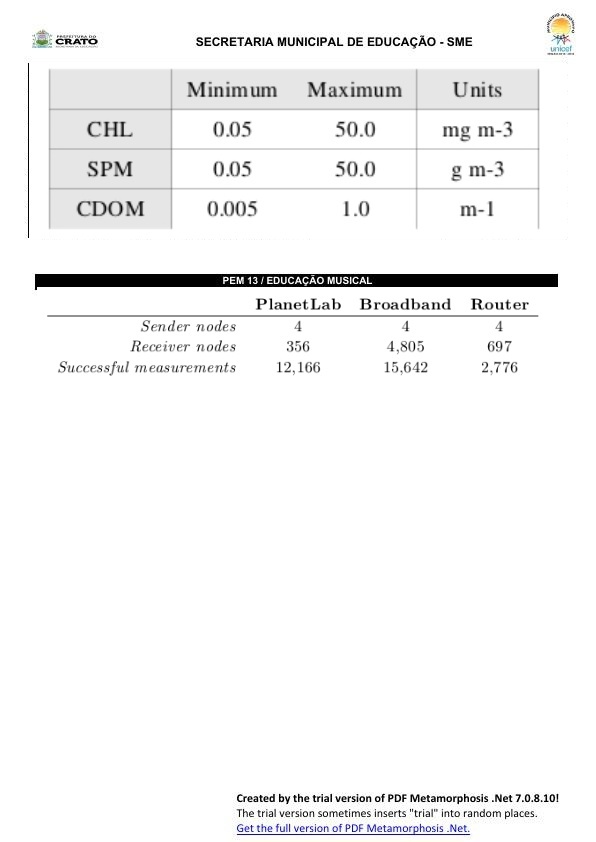 PREFEITURA DO
CRATO
SECRETARIA MUNICIPAL DE EDUCAÇÃO - SME
MUNICÍPIO APROVADO
unicef
Minimum Maximum Units
CHL 0.05 50.0 mg m-3
SPM 0.05 50.0 g m-3
CDOM 0.005 1.0 m-1
PEM 13 / EDUCAÇÃO MUSICAL
PlanetLab Broadband Router
Sender nodes 4 4 4
Receiver nodes 356 4,805 697
Successful measurements 12,166 15,642 2,776
Created by the trial version of PDF Metamorphosis .Net 7.0.8.10!
The trial version sometimes inserts "trial" into random places.
Get the full version of PDF Metamorphosis .Net.